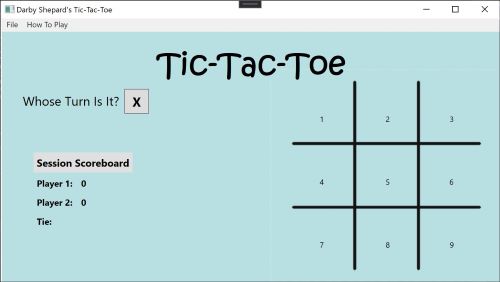 Darby Shepard's Tic-Tac-Toe
File How To Play
Tic-Tac-Toe
Whose Turn Is It? X
Session Scoreboard
Player 1: 0
Player 2: 0
Tie:
1 2 3
4 5 6
7 8 9